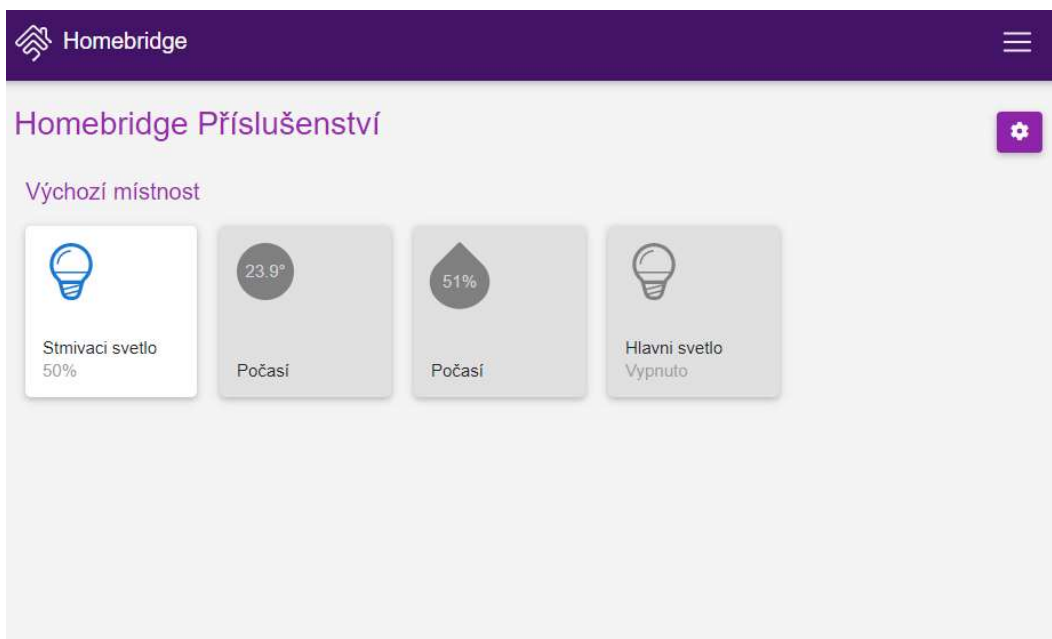 Homebridge
Homebridge Příslušenství
Výchozí místnost
23.9°
51%
Stmivaci svetlo
50%
Počasí
Počasí
Hlavni svetlo
Vypnuto